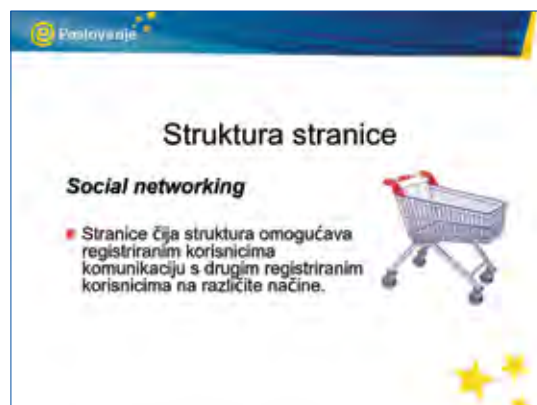 @ Poslovanje
Struktura stranice
Social networking
Stranice čija struktura omogućava
registriranim korisnicima
komunikaciju s drugim registriranim
korisnicima na različite načine.